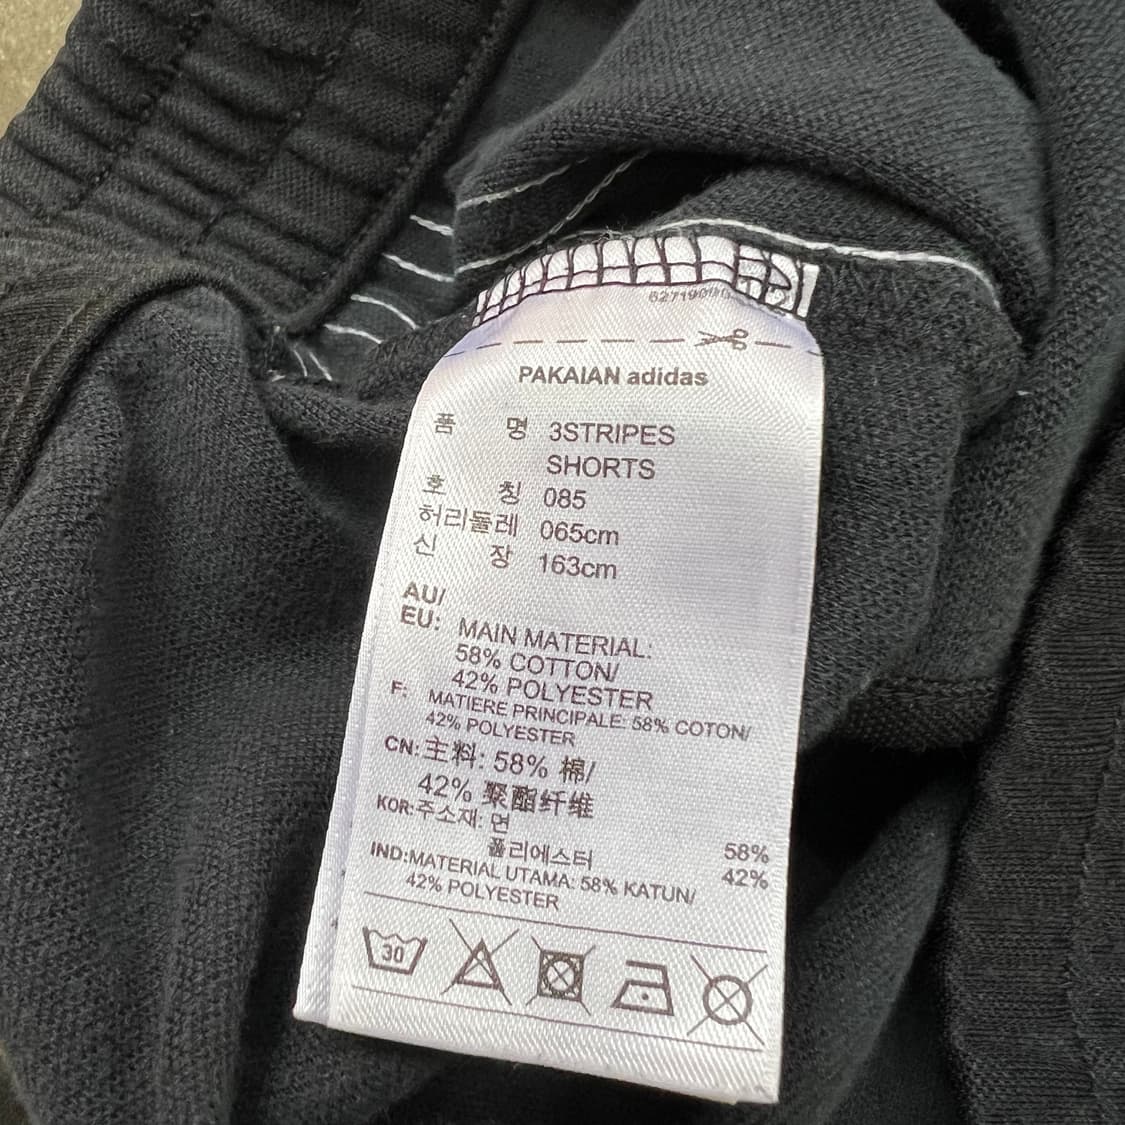 PAKAIAN adidas
품 명 3STRIPES
SHORTS
호 칭 085
허리둘레 065cm
신 장 163cm
AU/
EU: MAIN MATERIAL:
58% COTTON/
42% POLYESTER
F: MATIERE PRINCIPALE: 58% COTON/
42% POLYESTER
CN:主料: 58% 棉/
42% 聚酯纤维
KOR:주소재: 면 58%
폴리에스터 42%
IND:MATERIAL UTAMA: 58% KATUN/
42% POLYESTER
30